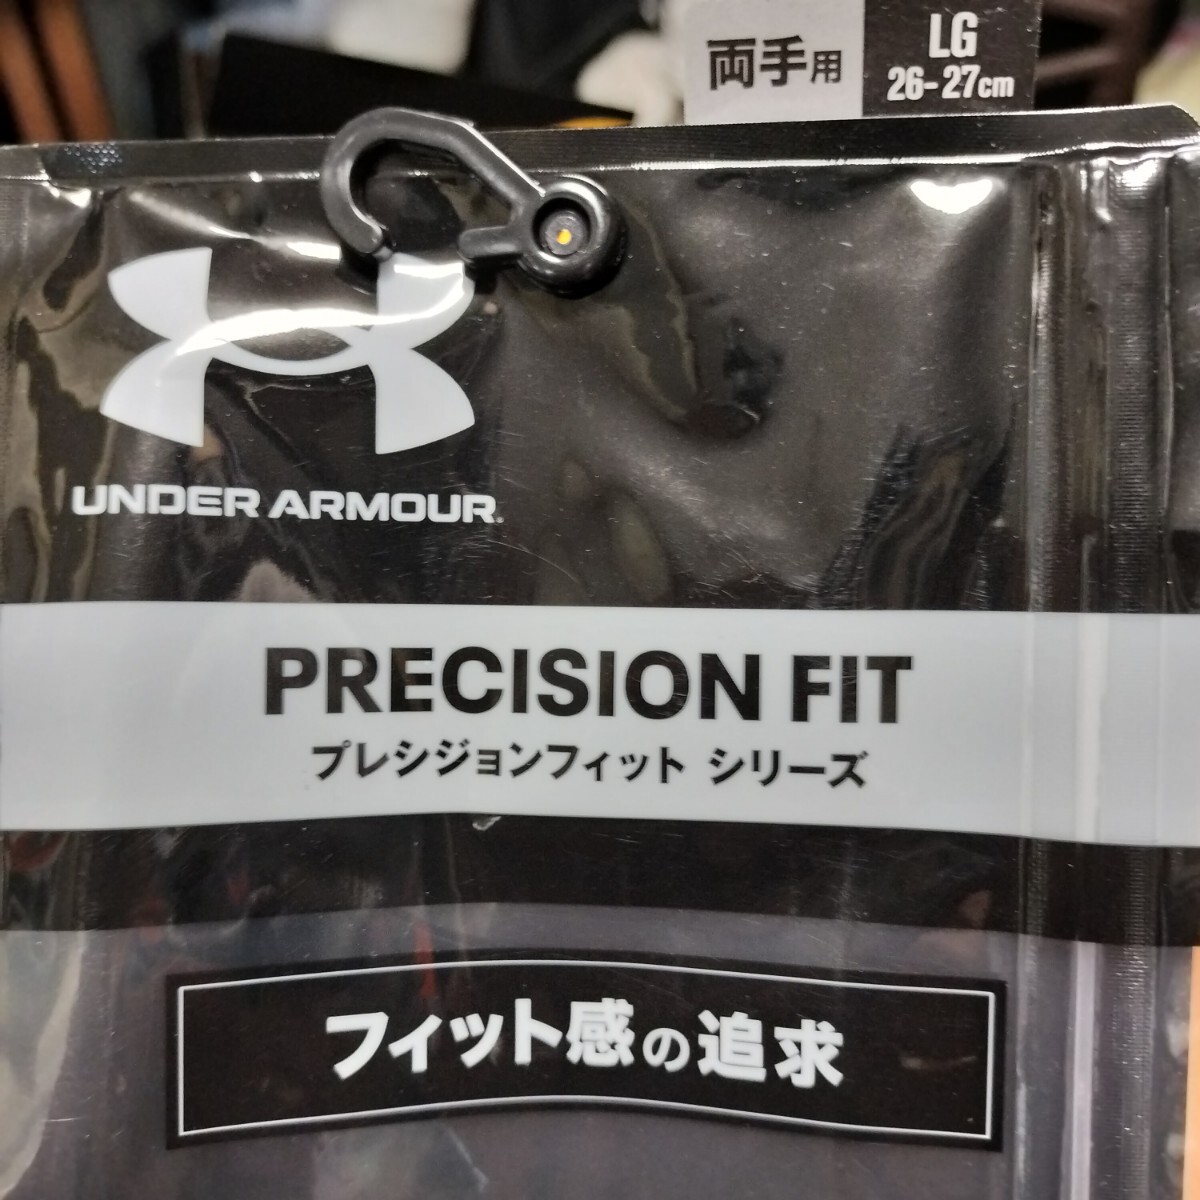 両手用
LG
26-27cm
UNDER ARMOUR.
PRECISION FIT
プレシジョンフィット シリーズ
フィット感の追求